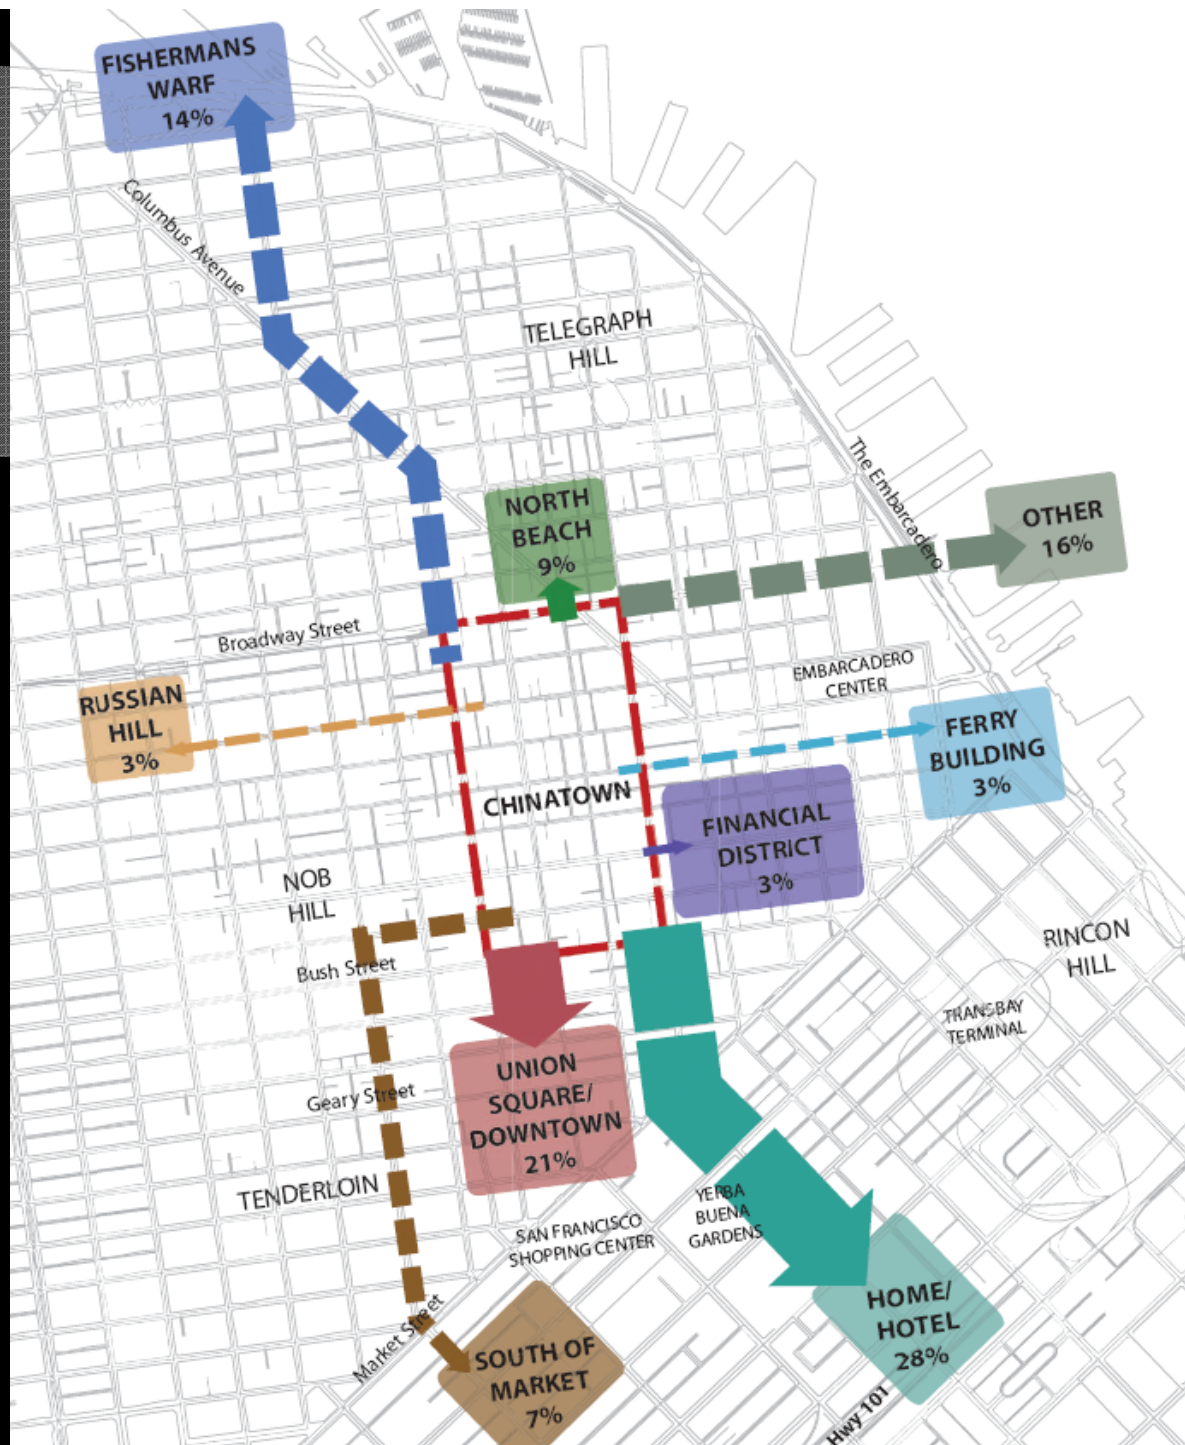 FISHERMANS
WARF
14%
Columbus Avenue
TELEGRAPH
HILL
The Embarcadero
NORTH
BEACH
9%
OTHER
16%
Broadway Street
EMBARCADERO
CENTER
RUSSIAN
HILL
3%
FERRY
BUILDING
3%
CHINATOWN
FINANCIAL
DISTRICT
3%
NOB
HILL
Bush Street
RINCON
HILL
TRANSBAY
TERMINAL
UNION
SQUARE/
DOWNTOWN
21%
Geary Street
TENDERLOIN
YERBA
BUENA
GARDENS
SAN FRANCISCO
SHOPPING CENTER
HOME/
HOTEL
28%
Market Street
SOUTH OF
MARKET
7%
Hwy 101